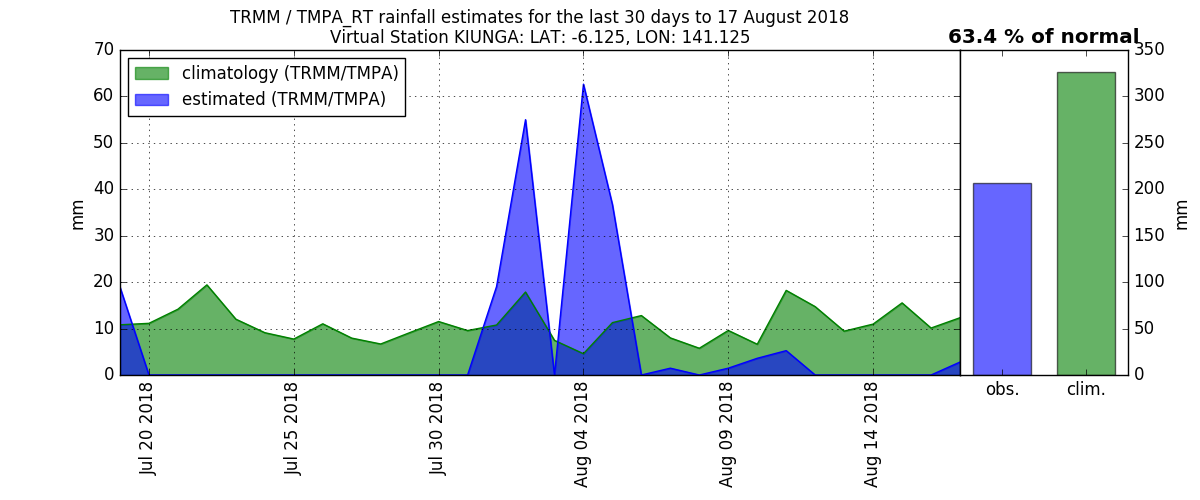 TRMM / TMPA_RT rainfall estimates for the last 30 days to 17 August 2018
Virtual Station KIUNGA: LAT: -6.125, LON: 141.125
63.4 % of normal
climatology (TRMM/TMPA)
estimated (TRMM/TMPA)
70
60
50
40
30
20
10
0
mm
350
300
250
200
150
100
50
0
mm
obs.
clim.
Jul 20 2018
Jul 25 2018
Jul 30 2018
Aug 04 2018
Aug 09 2018
Aug 14 2018